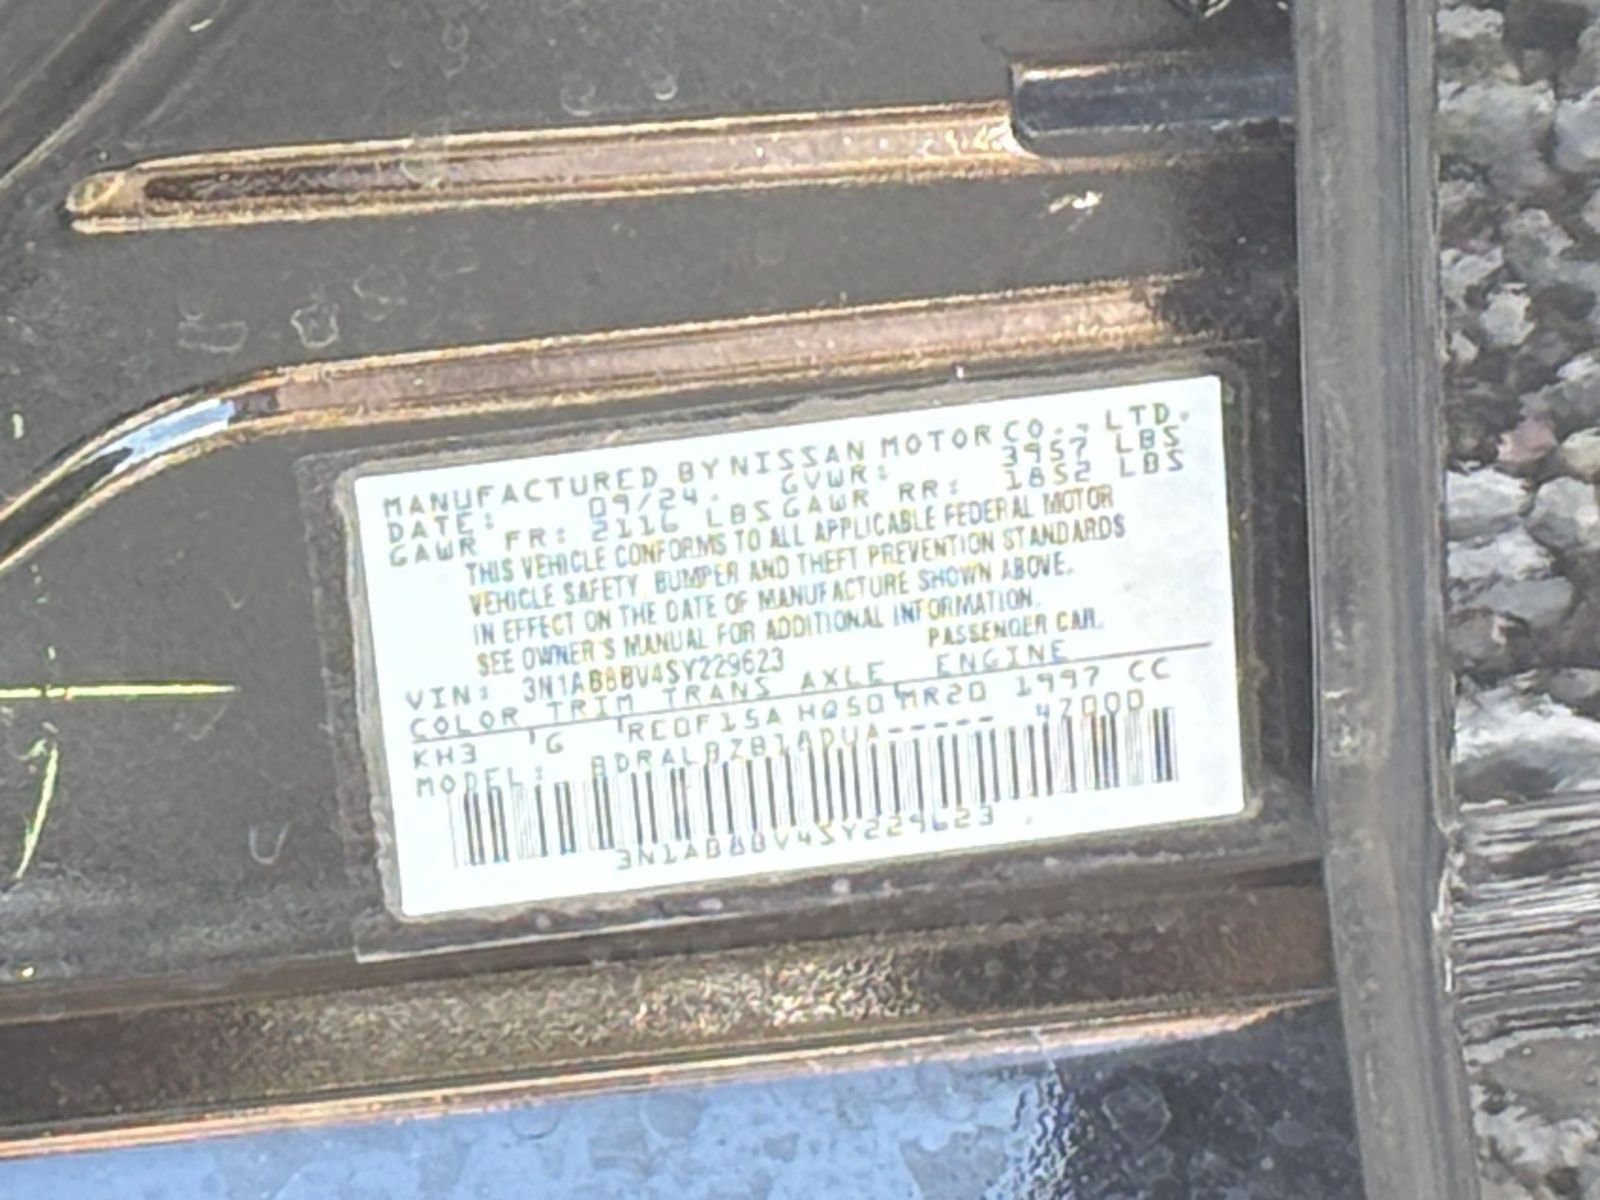 MANUFACTURED BY NISSAN MOTOR CO., LTD.
DATE: 09/24. GVWR: 3957 LBS
GAWR FR: 2116 LBS GAWR RR: 1852 LBS
THIS VEHICLE CONFORMS TO ALL APPLICABLE FEDERAL MOTOR
VEHICLE SAFETY, BUMPER AND THEFT PREVENTION STANDARDS
IN EFFECT ON THE DATE OF MANUFACTURE SHOWN ABOVE.
SEE OWNER'S MANUAL FOR ADDITIONAL INFORMATION.
VIN: 3N1AB8BV4SY229623 PASSENGER CAR.
COLOR TRIM TRANS AXLE ENGINE
KH3 G RE0F15A HQ50 MR20 1997 CC
MODEL: 47000
3N1AB8BV4SY229623